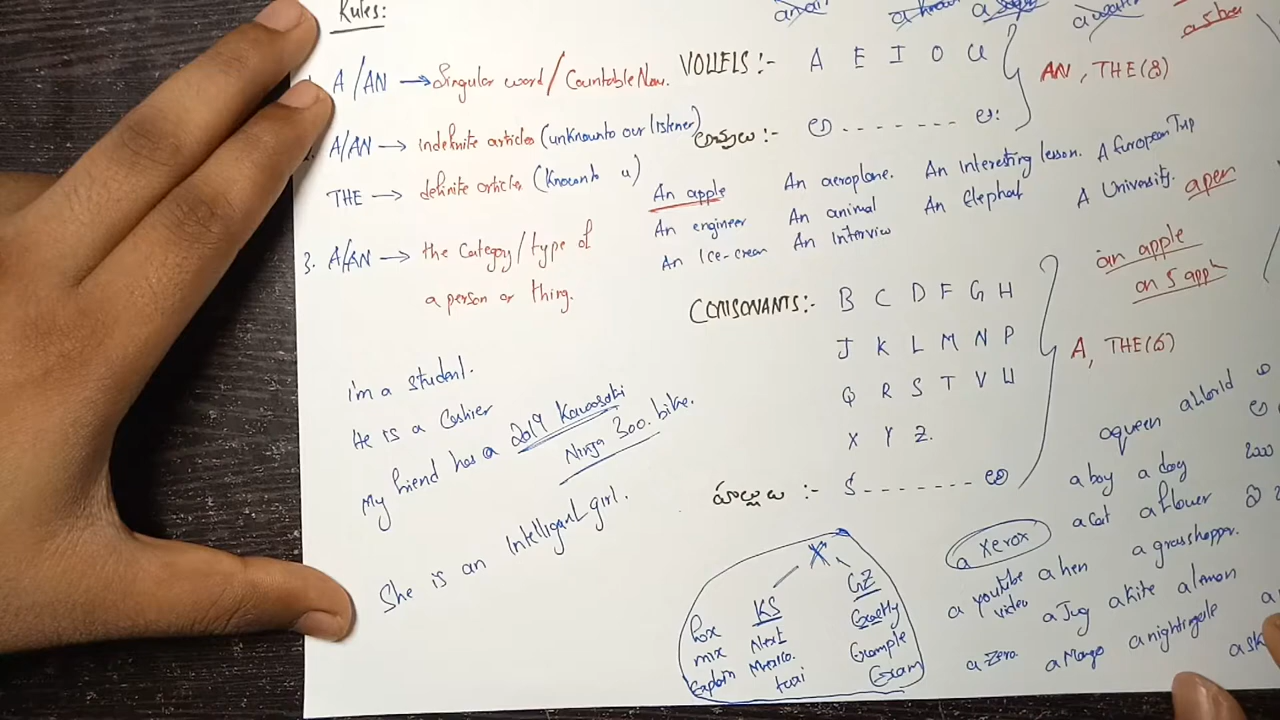 Rules:
A/AN → Singular word/Countable Noun.
A/AN → indefinite articles (unknown to our listener)
THE → definite articles (Known to u)
3. A/AN → the Category/type of
a person or thing.
I'm a student.
He is a Cashier
My friend has a 2019 Kawasaki
Ninja 300. bike.
She is an Intelligent girl.
VOWELS :- A E I O U
AN, THE(ది)
అచ్చులు :- అ - - - - - - - అః
An apple An aeroplane. An Interesting lesson. A European Trip
An engineer An animal An Elephant A University.
An Ice-cream An Interview
a pen
an apple
an 5 app
CONSONANTS :- B C D F G H
J K L M N P
Q R S T V W
X Y Z.
A, THE(ద)
హల్లులు :- క - - - - - - -
X
KS GZ
box Next Exactly
mix Mexico. Example
Explain taxi Exam
a queen a World
a boy a dog
a xerox a Cat a flower
a youtube video a hen a grasshopper.
a Jug a kite a lemon
a Zero. a Mango a nightingale